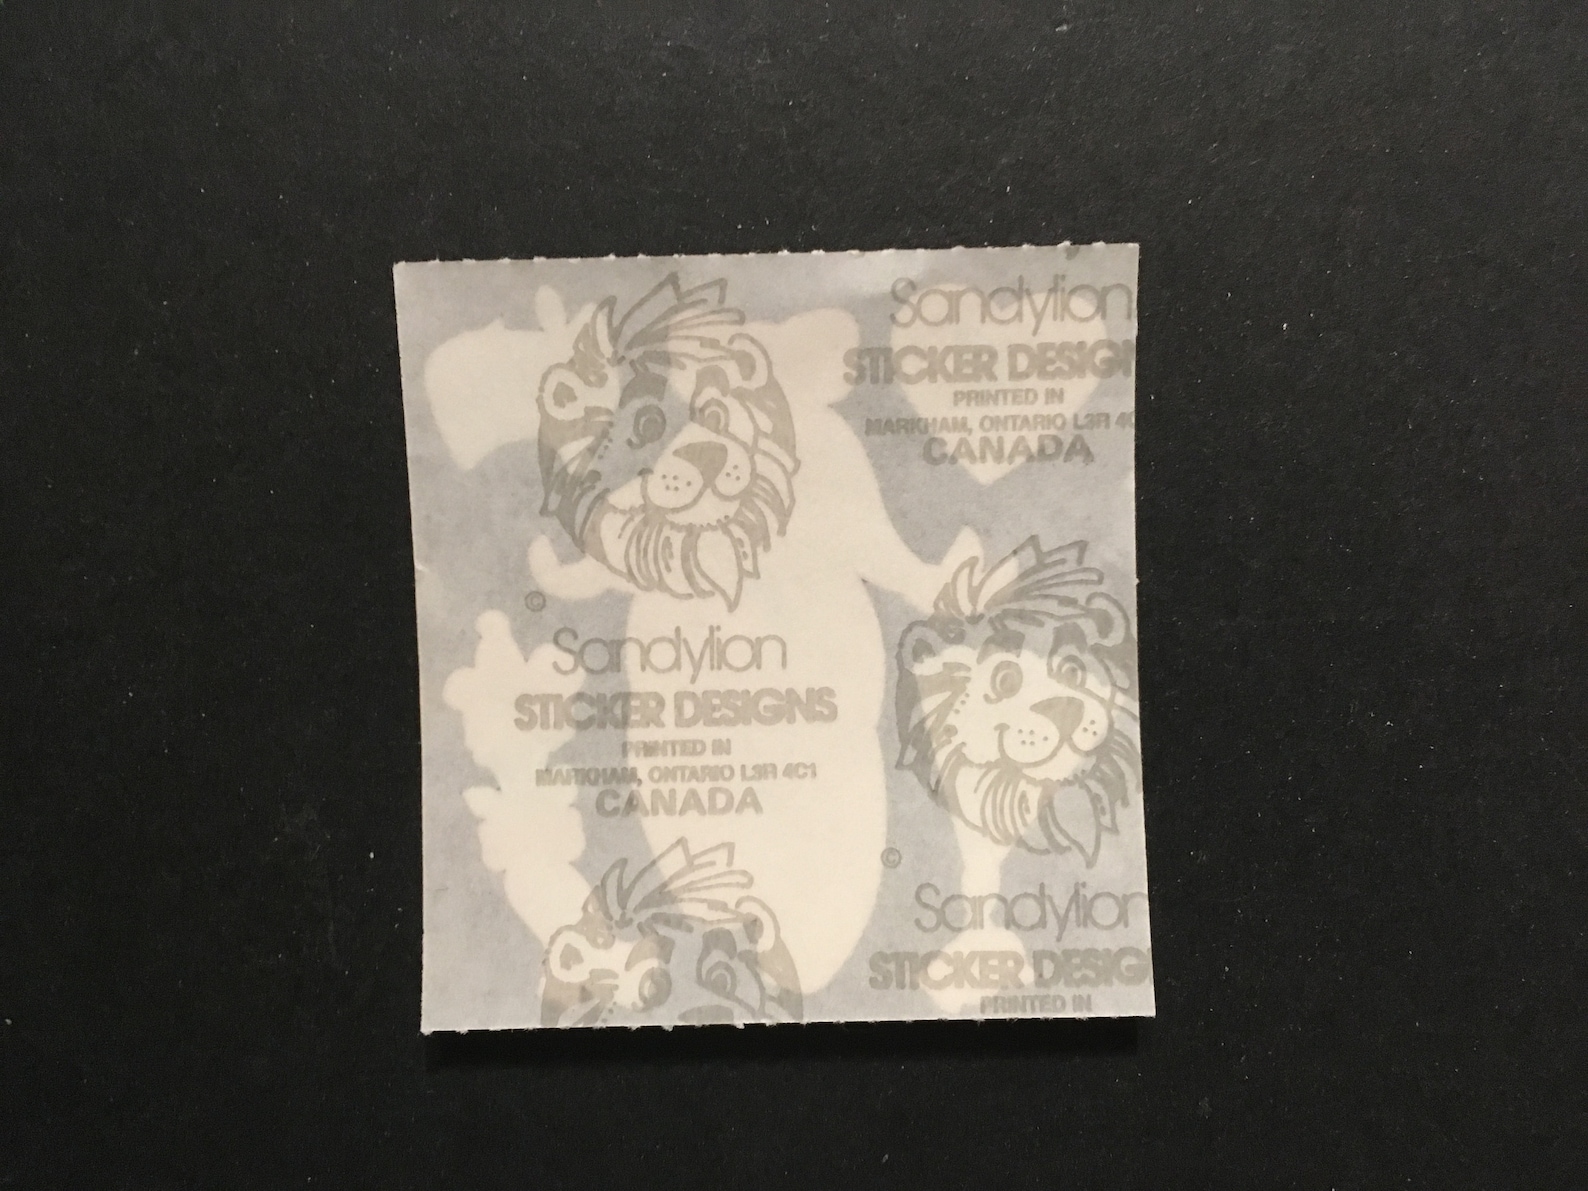 Sandylion
STICKER DESIGN
PRINTED IN
MARKHAM, ONTARIO L3R 4C
CANADA
©
Sandylion
STICKER DESIGNS
PRINTED IN
MARKHAM, ONTARIO L3R 4C1
CANADA
©
Sandylion
STICKER DESIG
PRINTED IN